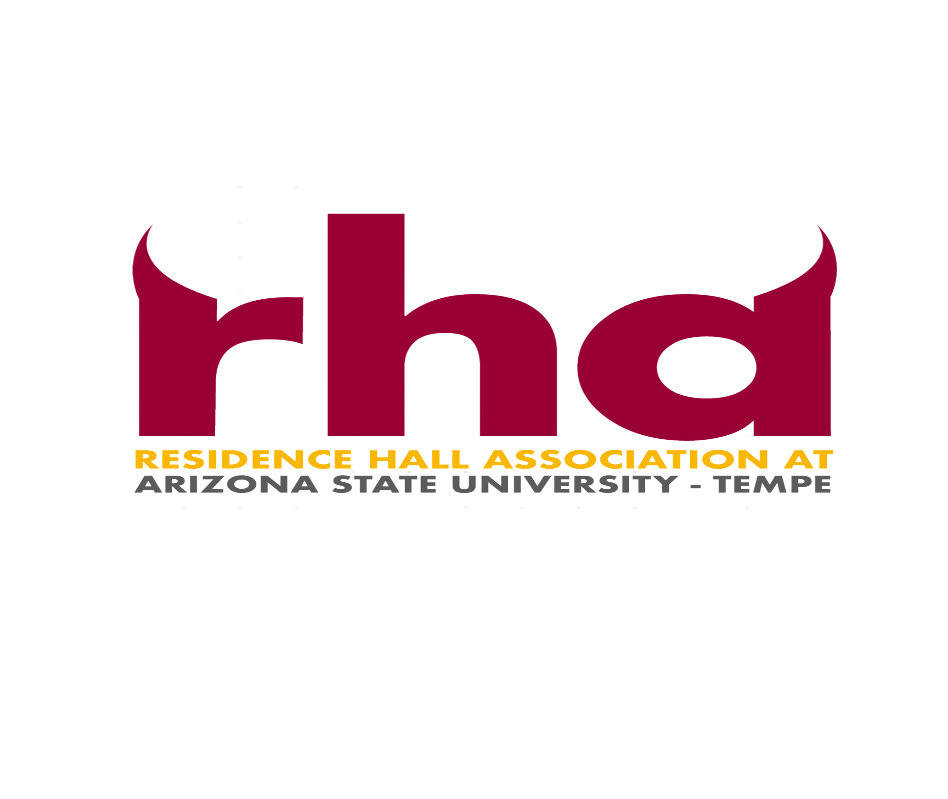 rha
RESIDENCE HALL ASSOCIATION AT
ARIZONA STATE UNIVERSITY - TEMPE